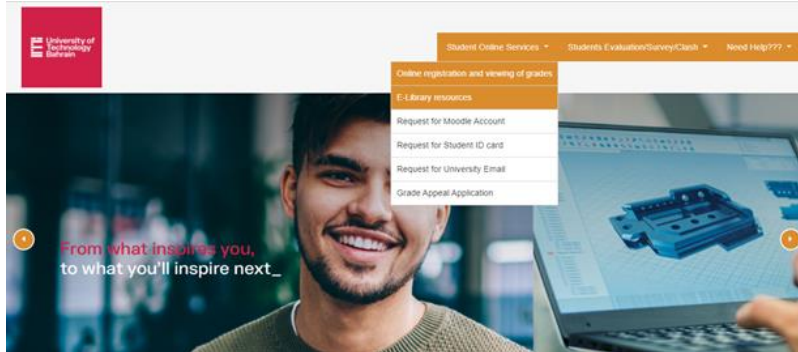 University of
Technology
Bahrain
Student Online Services
Students Evaluation/Survey/Clash
Need Help???
Online registration and viewing of grades
E-Library resources
Request for Moodle Account
Request for Student ID card
Request for University Email
Grade Appeal Application
From what inspires you,
to what you'll inspire next_